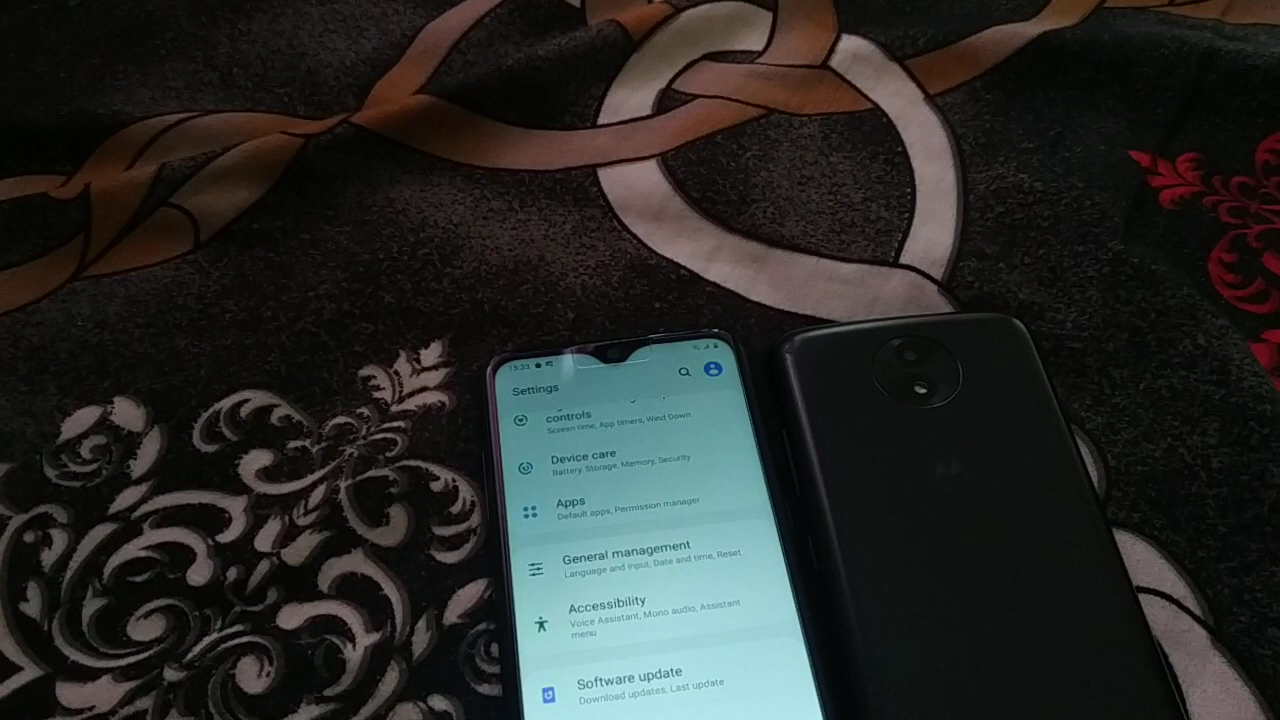 15:33
Settings
controls
Screen time, App timers, Wind Down
Device care
Battery, Storage, Memory, Security
Apps
Default apps, Permission manager
General management
Language and input, Date and time, Reset
Accessibility
Voice Assistant, Mono audio, Assistant
menu
Software update
Download updates, Last update